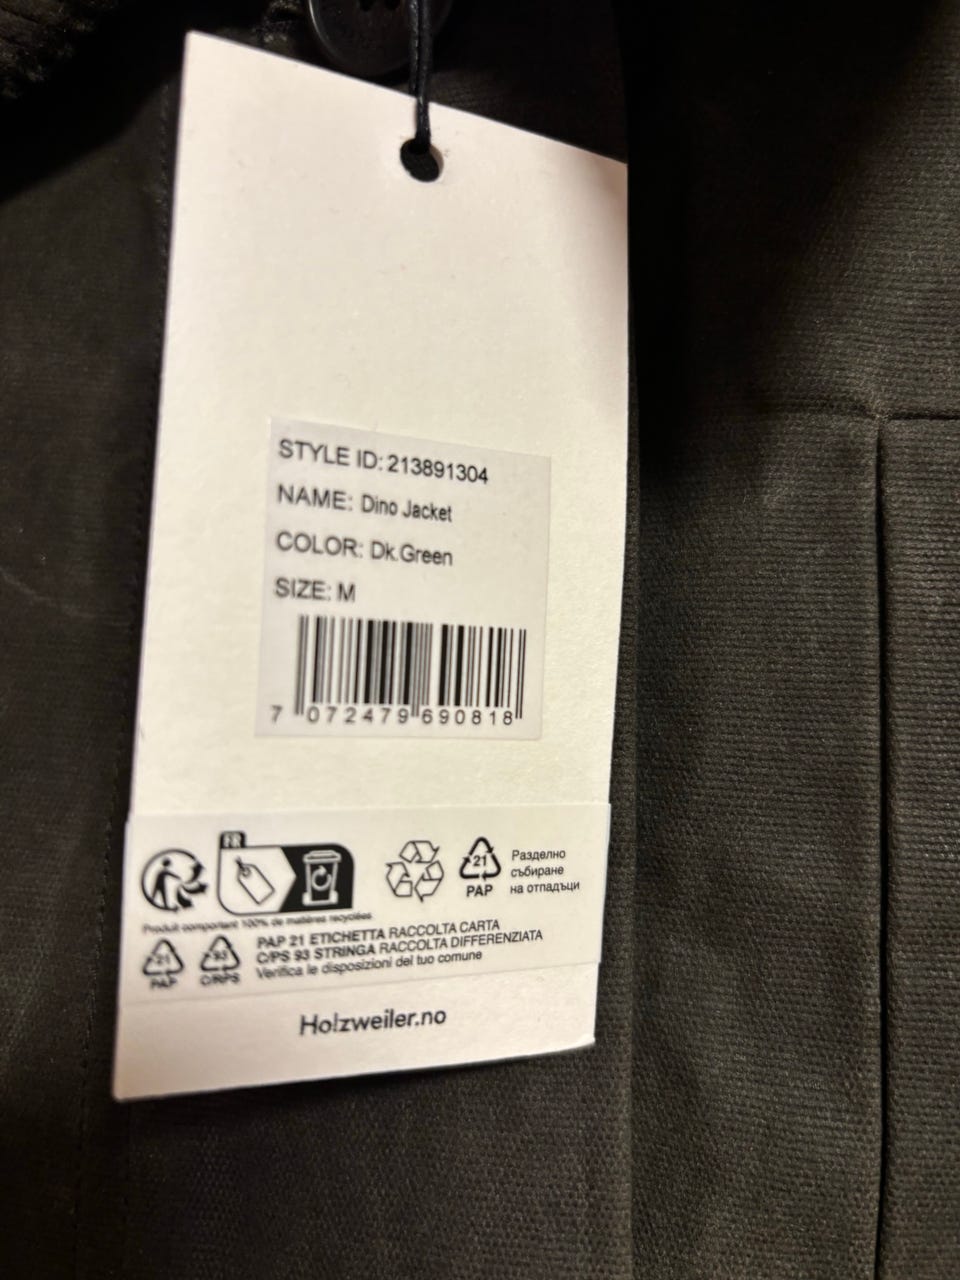 STYLE ID: 213891304
NAME: Dino Jacket
COLOR: Dk.Green
SIZE: M
7 072479 690818
FR
21
PAP
Разделно
събиране
на отпадъци
Produit comportant 100% de matières recyclées
21
PAP
93
C/RPS
PAP 21 ETICHETTA RACCOLTA CARTA
C/PS 93 STRINGA RACCOLTA DIFFERENZIATA
Verifica le disposizioni del tuo comune
Holzweiler.no